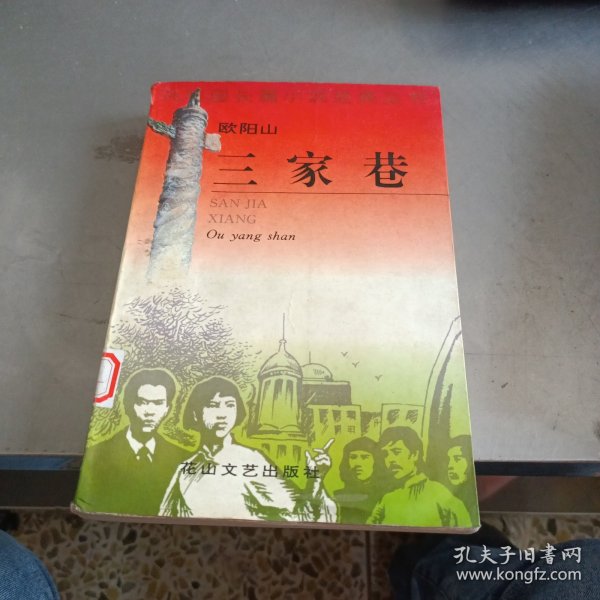 欧阳山
三家巷
SAN JIA
XIANG
Ou yang shan
花山文艺出版社
孔夫子旧书网
www.kongfz.com